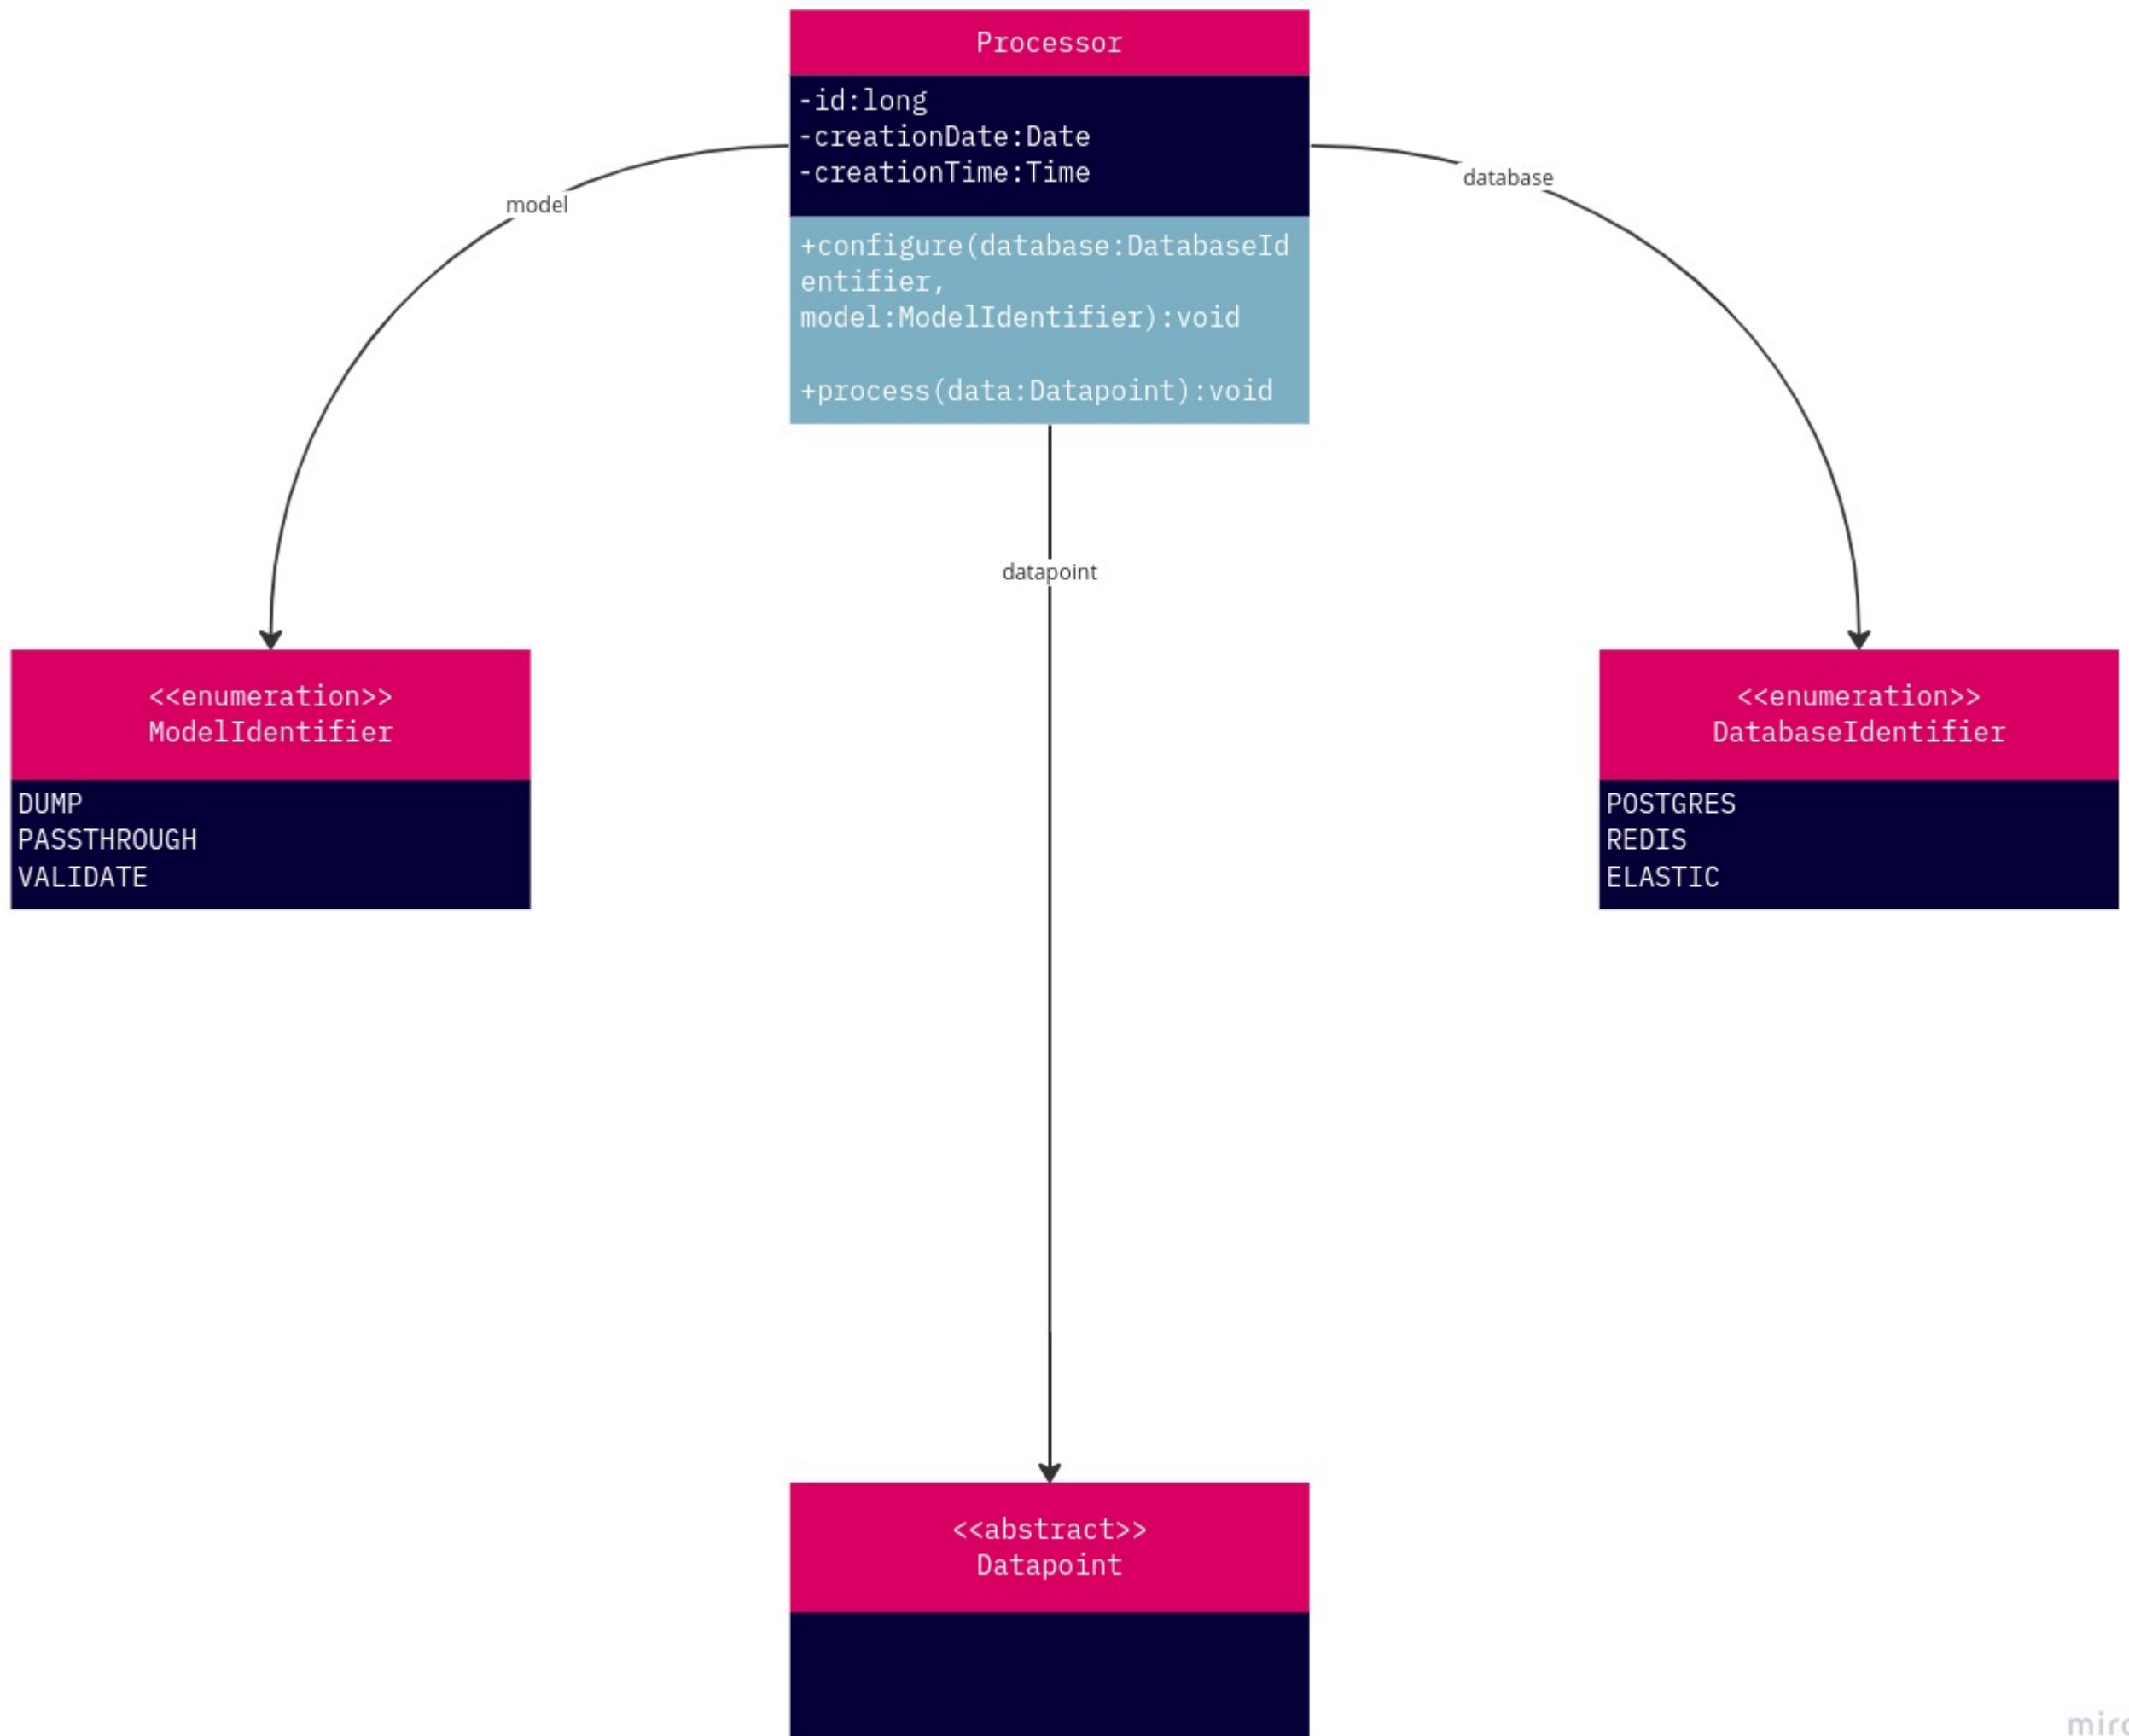 Processor
-id:long
-creationDate:Date
-creationTime:Time
+configure(database:DatabaseId
entifier,
model:ModelIdentifier):void
+process(data:Datapoint):void
model
database
datapoint
<<enumeration>>
ModelIdentifier
DUMP
PASSTHROUGH
VALIDATE
<<enumeration>>
DatabaseIdentifier
POSTGRES
REDIS
ELASTIC
<<abstract>>
Datapoint